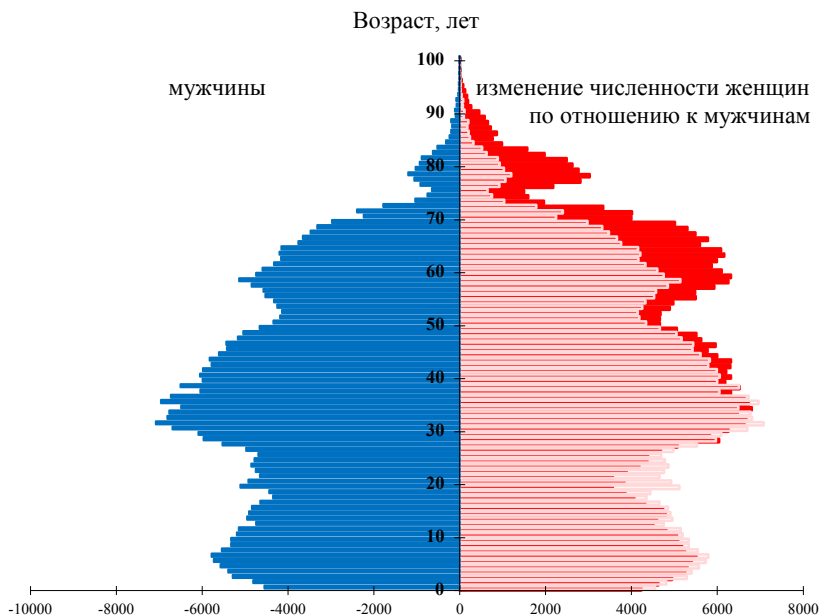 Возраст, лет
100
мужчины
изменение численности женщин
по отношению к мужчинам
90
80
70
60
50
40
30
20
10
0
-10000 -8000 -6000 -4000 -2000 0 2000 4000 6000 8000